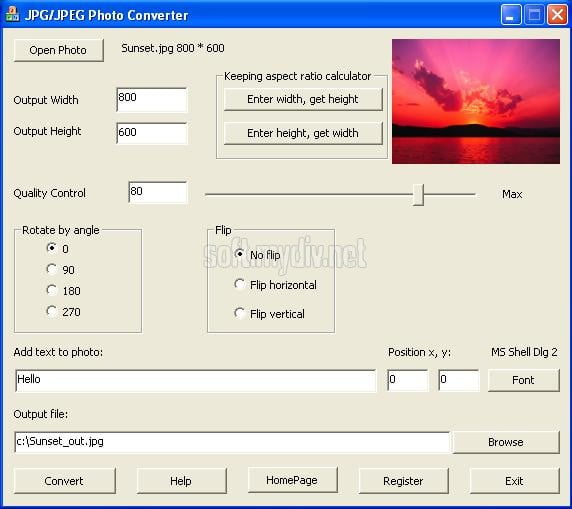 JPG/JPEG Photo Converter
Open Photo
Sunset.jpg 800 * 600
Keeping aspect ratio calculator
Output Width
800
Enter width, get height
Output Height
600
Enter height, get width
Quality Control
80
Max
Rotate by angle
0
90
180
270
Flip
No flip
Flip horizontal
Flip vertical
soft.mydiv.net
Add text to photo:
Position x, y:
MS Shell Dlg 2
Hello
0
0
Font
Output file:
c:\Sunset_out.jpg
Browse
Convert
Help
HomePage
Register
Exit